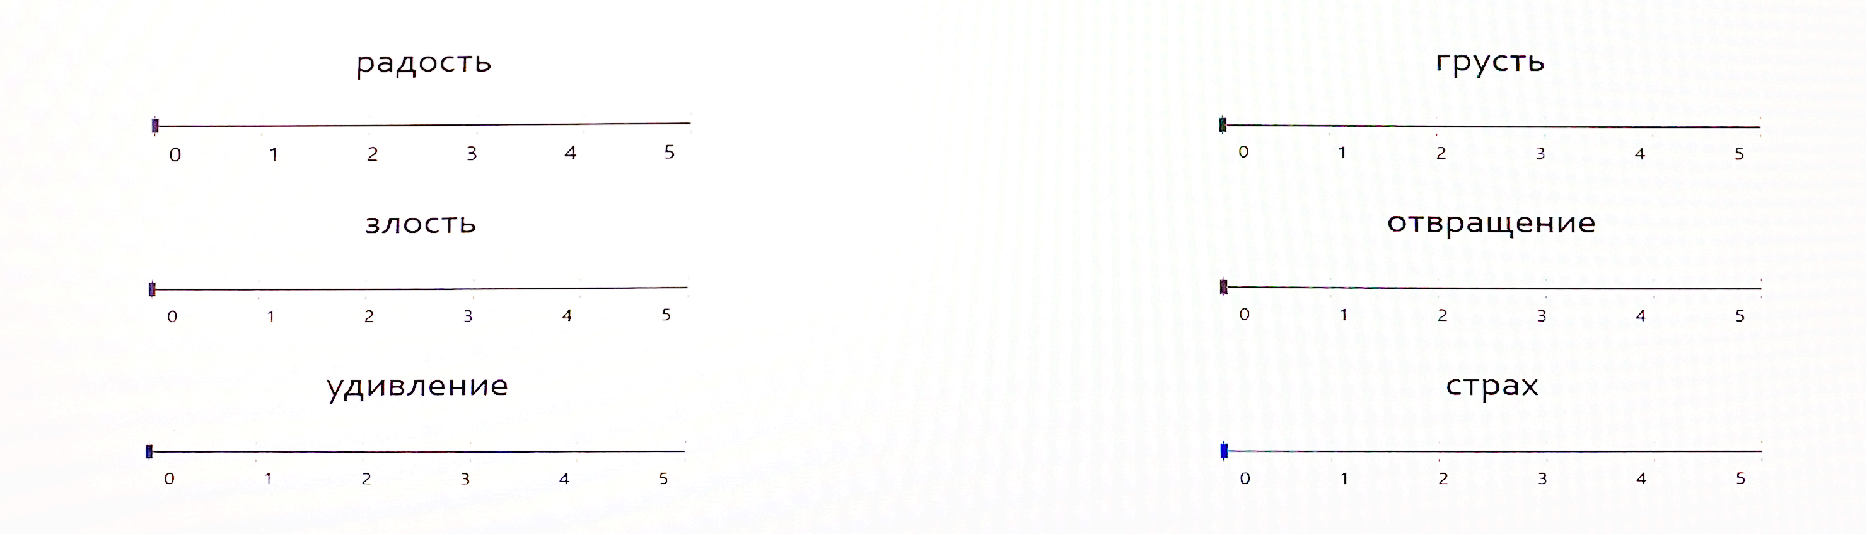 радость
0 1 2 3 4 5
злость
0 1 2 3 4 5
удивление
0 1 2 3 4 5
грусть
0 1 2 3 4 5
отвращение
0 1 2 3 4 5
страх
0 1 2 3 4 5